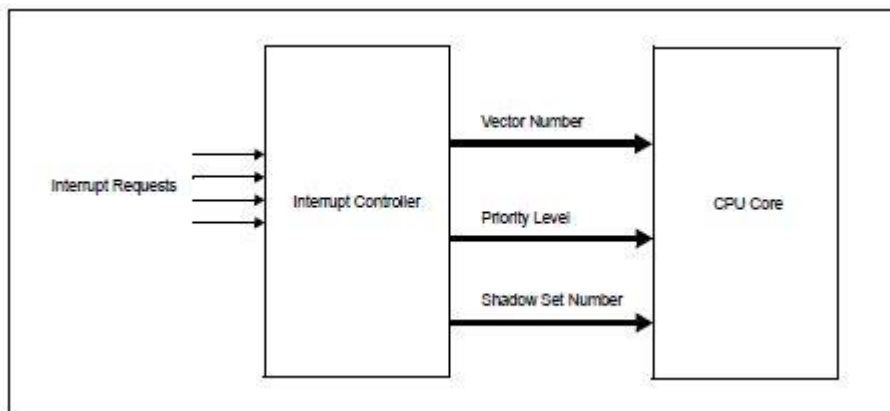 Interrupt Requests
Interrupt Controller
Vector Number
Priority Level
Shadow Set Number
CPU Core